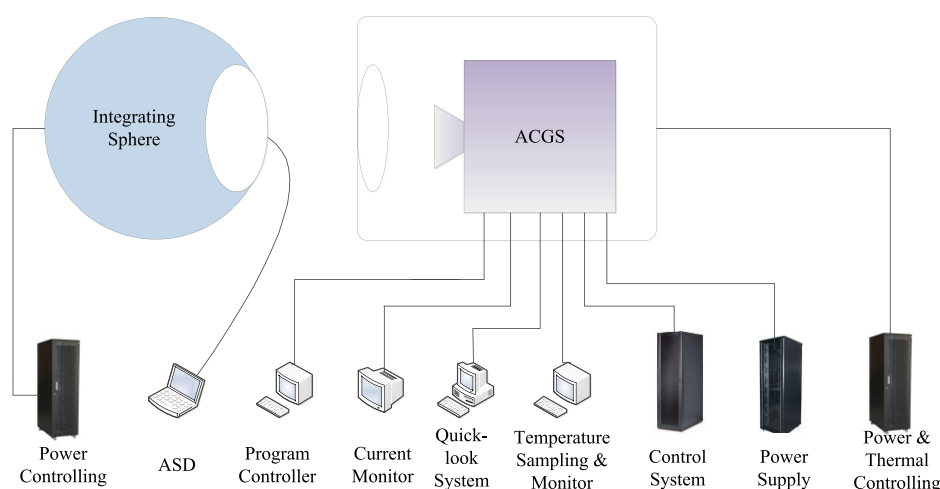 Integrating
Sphere
ACGS
Power
Controlling
ASD
Program
Controller
Current
Monitor
Quick-
look
System
Temperature
Sampling &
Monitor
Control
System
Power
Supply
Power &
Thermal
Controlling